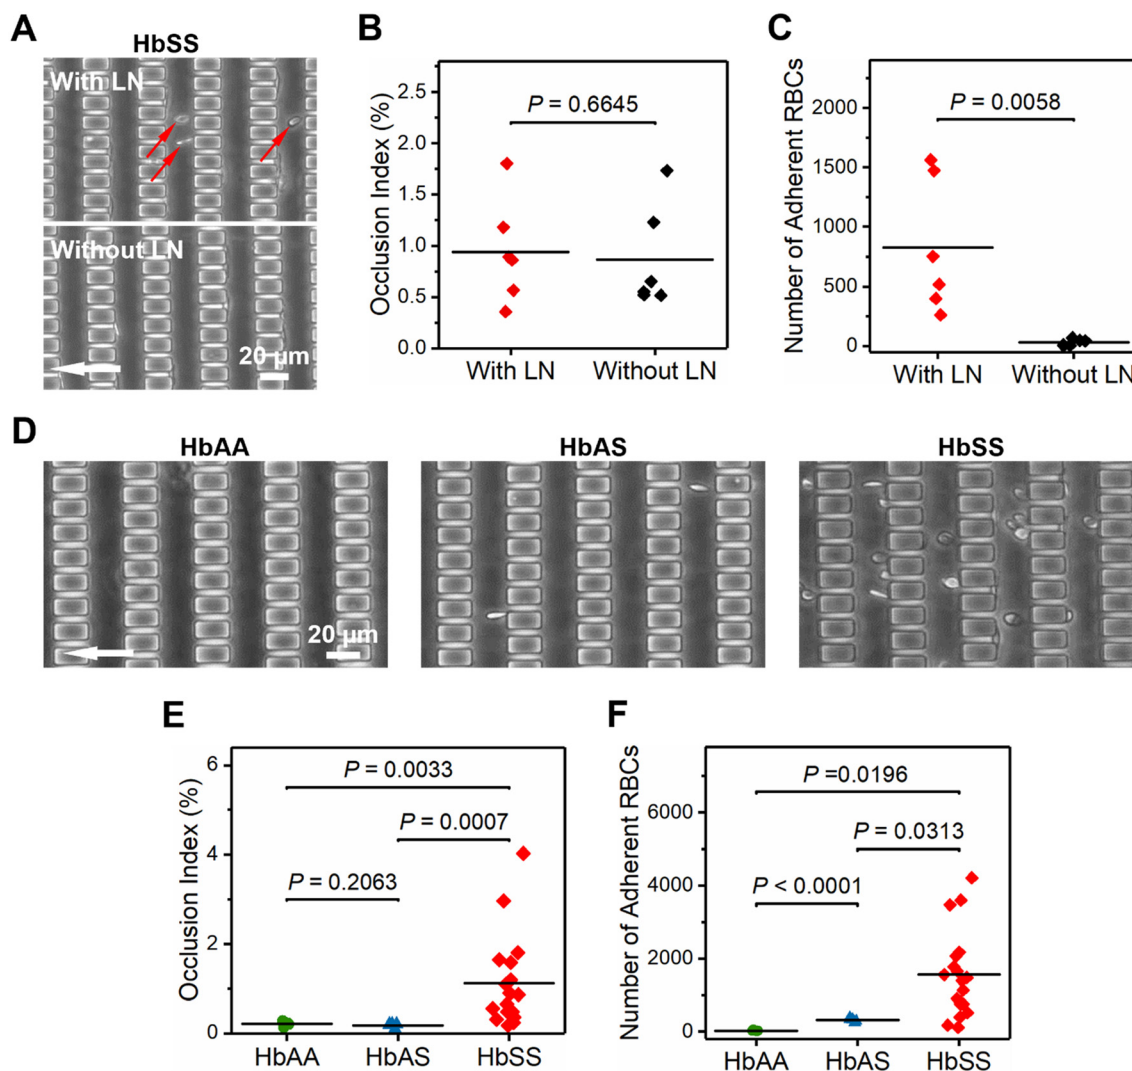 A
HbSS
With LN
Without LN
20 µm
B
Occlusion Index (%)
2.5
2.0
1.5
1.0
0.5
0.0
P = 0.6645
With LN
Without LN
C
Number of Adherent RBCs
2000
1500
1000
500
0
P = 0.0058
With LN
Without LN
D
HbAA
HbAS
HbSS
20 µm
E
Occlusion Index (%)
6
4
2
0
P = 0.0033
P = 0.0007
P = 0.2063
HbAA
HbAS
HbSS
F
Number of Adherent RBCs
6000
4000
2000
0
P =0.0196
P = 0.0313
P < 0.0001
HbAA
HbAS
HbSS